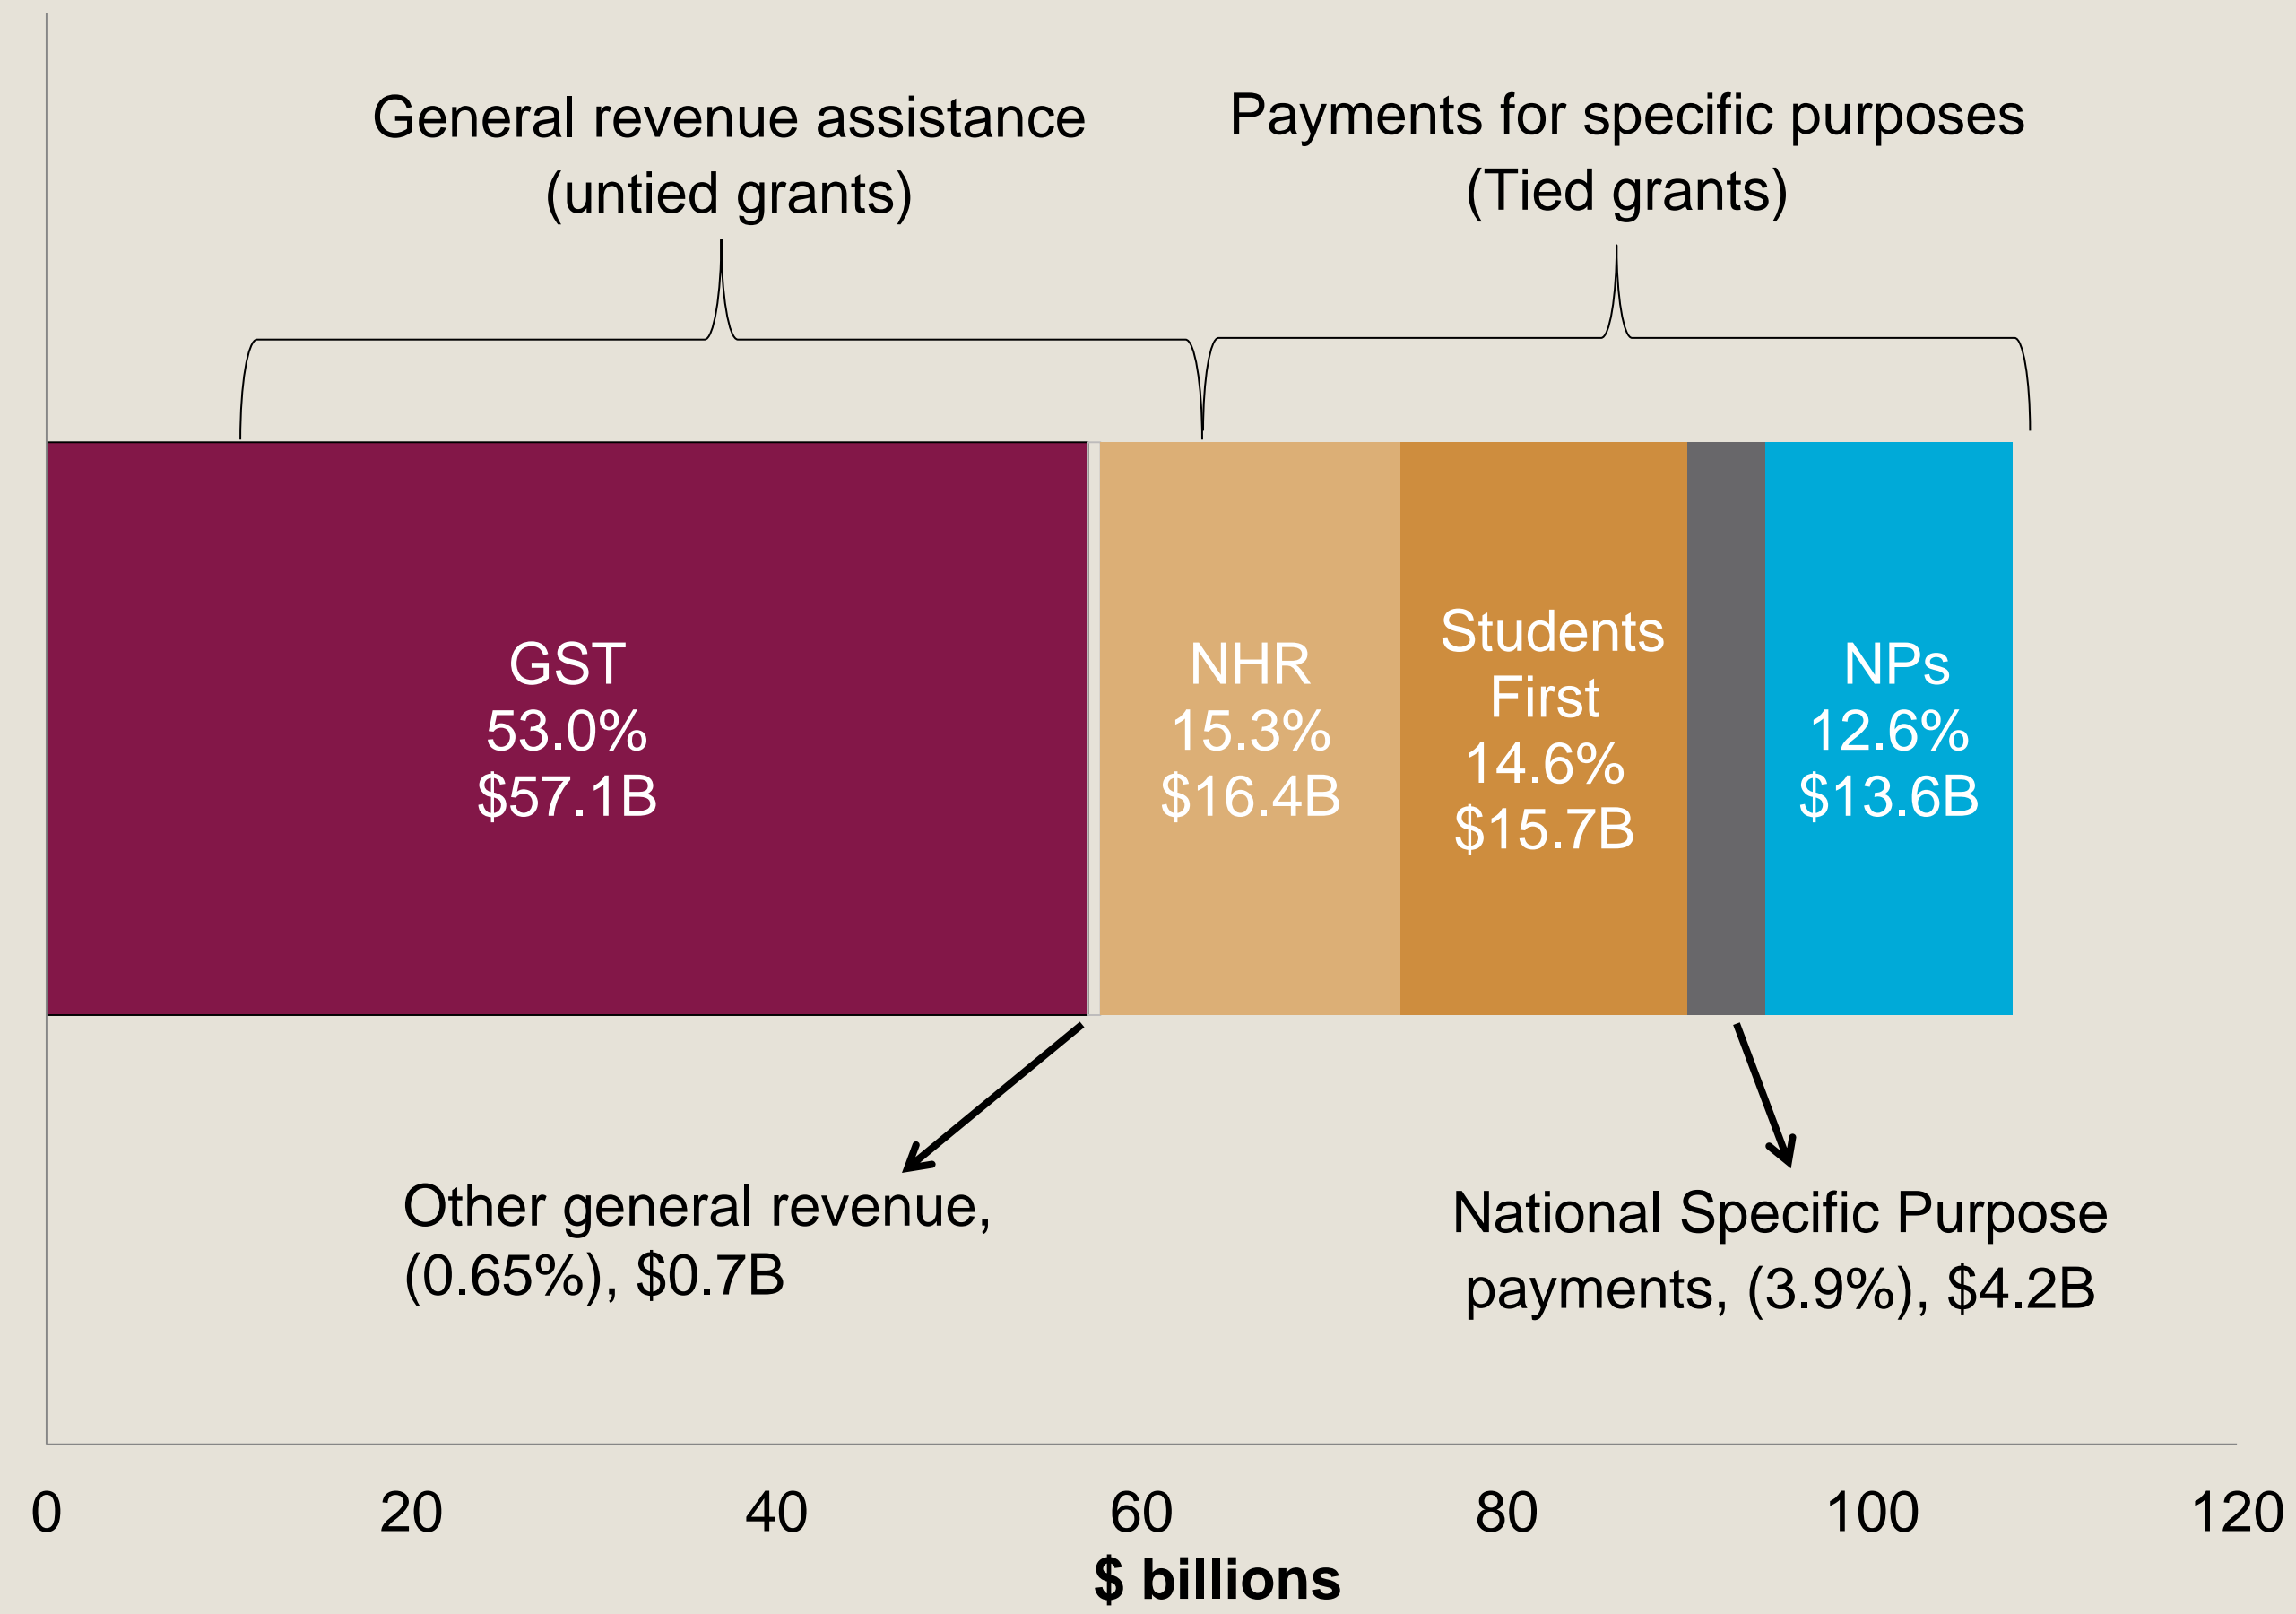 General revenue assistance
(untied grants)
Payments for specific purposes
(Tied grants)
GST
53.0%
$57.1B
NHR
15.3%
$16.4B
Students
First
14.6%
$15.7B
NPs
12.6%
$13.6B
Other general revenue,
(0.65%), $0.7B
National Specific Purpose
payments, (3.9%), $4.2B
0 20 40 60 80 100 120
$ billions